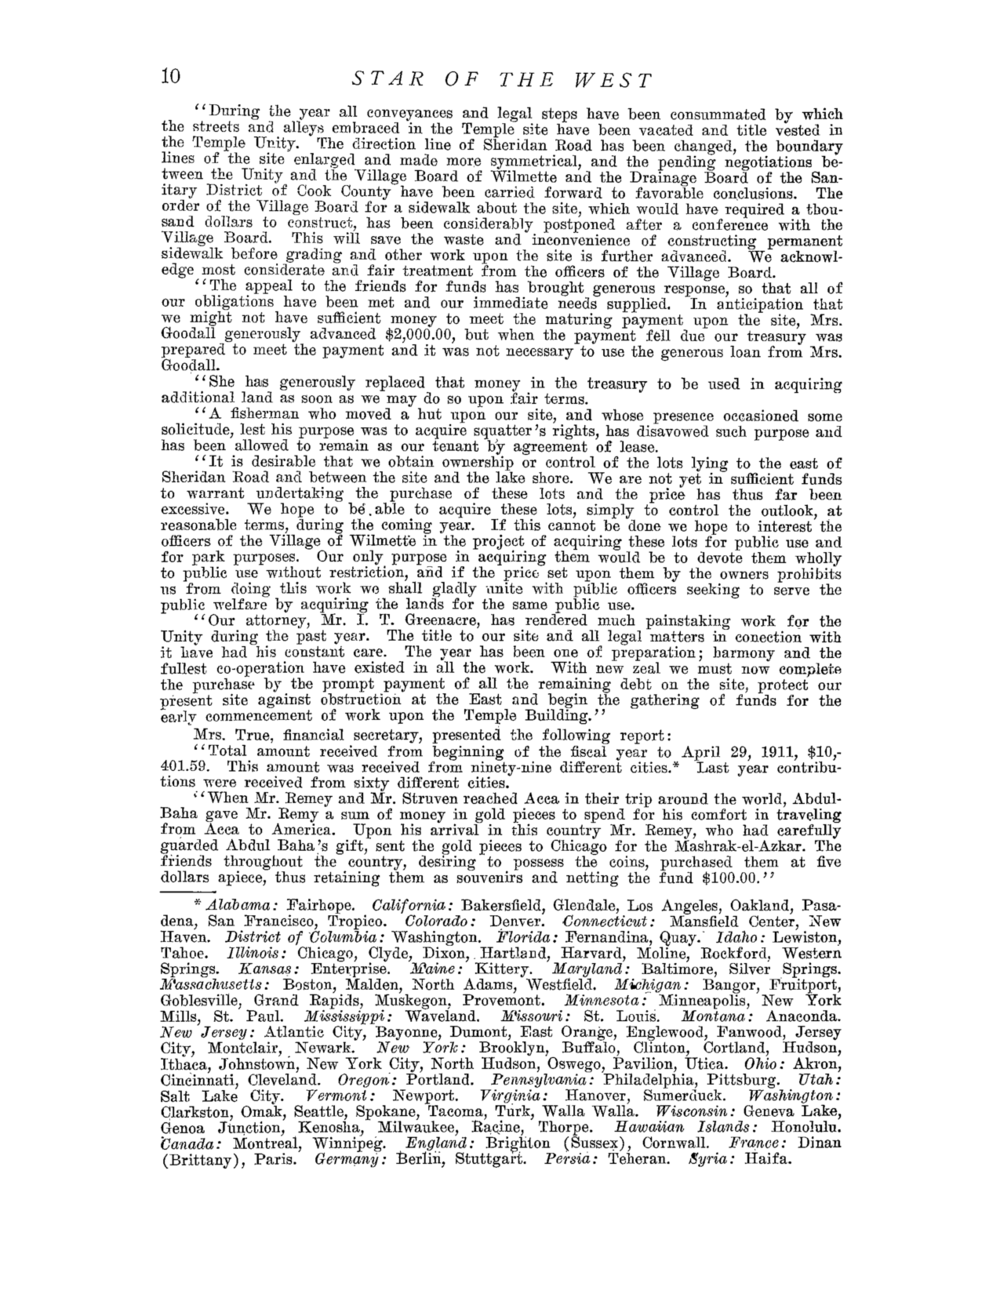 10 STAR OF THE WEST
"During the year all conveyances and legal steps have been consummated by which
the streets and alleys embraced in the Temple site have been vacated and title vested in
the Temple Unity. The direction line of Sheridan Road has been changed, the boundary
lines of the site enlarged and made more symmetrical, and the pending negotiations be-
tween the Unity and the Village Board of Wilmette and the Drainage Board of the San-
itary District of Cook County have been carried forward to favorable conclusions. The
order of the Village Board for a sidewalk about the site, which would have required a thou-
sand dollars to construct, has been considerably postponed after a conference with the
Village Board. This will save the waste and inconvenience of constructing permanent
sidewalk before grading and other work upon the site is further advanced. We acknowl-
edge most considerate and fair treatment from the officers of the Village Board.
"The appeal to the friends for funds has brought generous response, so that all of
our obligations have been met and our immediate needs supplied. In anticipation that
we might not have sufficient money to meet the maturing payment upon the site, Mrs.
Goodall generously advanced $2,000.00, but when the payment fell due our treasury was
prepared to meet the payment and it was not necessary to use the generous loan from Mrs.
Goodall.
"She has generously replaced that money in the treasury to be used in acquiring
additional land as soon as we may do so upon fair terms.
"A fisherman who moved a hut upon our site, and whose presence occasioned some
solicitude, lest his purpose was to acquire squatter's rights, has disavowed such purpose and
has been allowed to remain as our tenant by agreement of lease.
"It is desirable that we obtain ownership or control of the lots lying to the east of
Sheridan Road and between the site and the lake shore. We are not yet in sufficient funds
to warrant undertaking the purchase of these lots and the price has thus far been
excessive. We hope to be able to acquire these lots, simply to control the outlook, at
reasonable terms, during the coming year. If this cannot be done we hope to interest the
officers of the Village of Wilmette in the project of acquiring these lots for public use and
for park purposes. Our only purpose in acquiring them would be to devote them wholly
to public use without restriction, and if the price set upon them by the owners prohibits
us from doing this work we shall gladly unite with public officers seeking to serve the
public welfare by acquiring the lands for the same public use.
"Our attorney, Mr. I. T. Greenacre, has rendered much painstaking work for the
Unity during the past year. The title to our site and all legal matters in conection with
it have had his constant care. The year has been one of preparation; harmony and the
fullest co-operation have existed in all the work. With new zeal we must now complete
the purchase by the prompt payment of all the remaining debt on the site, protect our
present site against obstruction at the East and begin the gathering of funds for the
early commencement of work upon the Temple Building."
Mrs. True, financial secretary, presented the following report:
"Total amount received from beginning of the fiscal year to April 29, 1911, $10,-
401.59. This amount was received from ninety-nine different cities.* Last year contribu-
tions were received from sixty different cities.
"When Mr. Remey and Mr. Struven reached Acca in their trip around the world, Abdul-
Baha gave Mr. Remy a sum of money in gold pieces to spend for his comfort in traveling
from Acca to America. Upon his arrival in this country Mr. Remey, who had carefully
guarded Abdul Baha's gift, sent the gold pieces to Chicago for the Mashrak-el-Azkar. The
friends throughout the country, desiring to possess the coins, purchased them at five
dollars apiece, thus retaining them as souvenirs and netting the fund $100.00."
* Alabama: Fairhope. California: Bakersfield, Glendale, Los Angeles, Oakland, Pasa-
dena, San Francisco, Tropico. Colorado: Denver. Connecticut: Mansfield Center, New
Haven. District of Columbia: Washington. Florida: Fernandina, Quay. Idaho: Lewiston,
Tahoe. Illinois: Chicago, Clyde, Dixon, Hartland, Harvard, Moline, Rockford, Western
Springs. Kansas: Enterprise. Maine: Kittery. Maryland: Baltimore, Silver Springs.
Massachusetts: Boston, Malden, North Adams, Westfield. Michigan: Bangor, Fruitport,
Goblesville, Grand Rapids, Muskegon, Provemont. Minnesota: Minneapolis, New York
Mills, St. Paul. Mississippi: Waveland. Missouri: St. Louis. Montana: Anaconda.
New Jersey: Atlantic City, Bayonne, Dumont, East Orange, Englewood, Fanwood, Jersey
City, Montclair, Newark. New York: Brooklyn, Buffalo, Clinton, Cortland, Hudson,
Ithaca, Johnstown, New York City, North Hudson, Oswego, Pavilion, Utica. Ohio: Akron,
Cincinnati, Cleveland. Oregon: Portland. Pennsylvania: Philadelphia, Pittsburg. Utah:
Salt Lake City. Vermont: Newport. Virginia: Hanover, Sumerduck. Washington:
Clarkston, Omak, Seattle, Spokane, Tacoma, Turk, Walla Walla. Wisconsin: Geneva Lake,
Genoa Junction, Kenosha, Milwaukee, Racine, Thorpe. Hawaiian Islands: Honolulu.
Canada: Montreal, Winnipeg. England: Brighton (Sussex), Cornwall. France: Dinan
(Brittany), Paris. Germany: Berlin, Stuttgart. Persia: Teheran. Syria: Haifa.